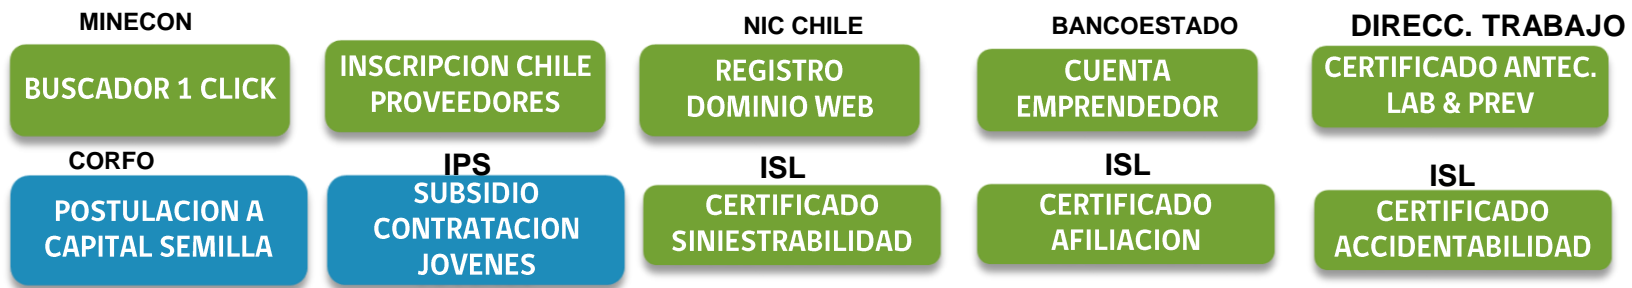 MINECON
BUSCADOR 1 CLICK
INSCRIPCION CHILE
PROVEEDORES
NIC CHILE
REGISTRO
DOMINIO WEB
BANCOESTADO
CUENTA
EMPRENDEDOR
DIRECC. TRABAJO
CERTIFICADO ANTEC.
LAB & PREV
CORFO
POSTULACION A
CAPITAL SEMILLA
IPS
SUBSIDIO
CONTRATACION
JOVENES
ISL
CERTIFICADO
SINIESTRABILIDAD
ISL
CERTIFICADO
AFILIACION
ISL
CERTIFICADO
ACCIDENTABILIDAD